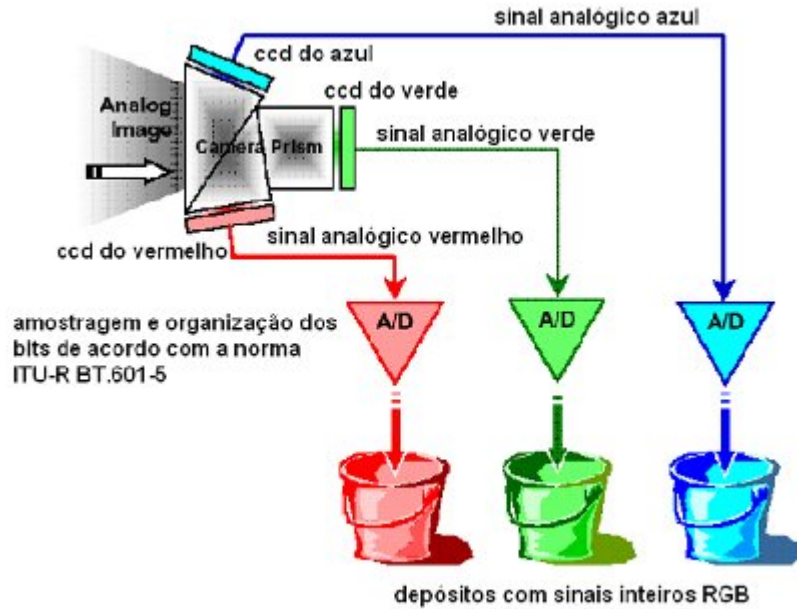 sinal analógico azul
ccd do azul
ccd do verde
Analog
Image
sinal analógico verde
Camera Prism
ccd do vermelho
sinal analógico vermelho
amostragem e organização dos
bits de acordo com a norma
ITU-R BT.601-5
A/D
A/D
A/D
depósitos com sinais inteiros RGB